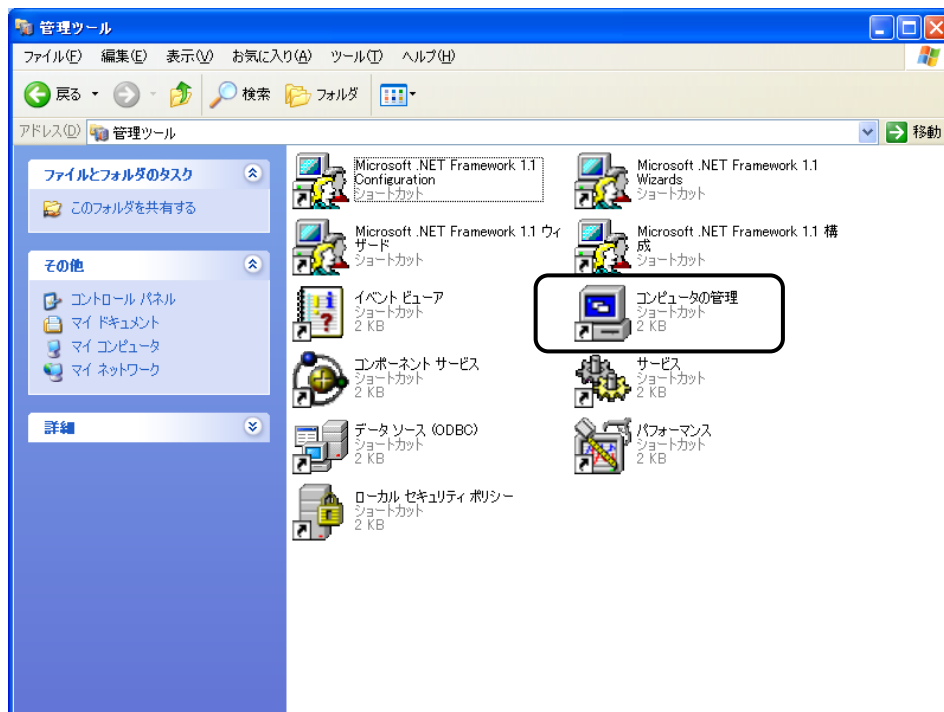 管理ツール
ファイル(F) 編集(E) 表示(V) お気に入り(A) ツール(T) ヘルプ(H)
戻る 検索 フォルダ
アドレス(D) 管理ツール 移動
ファイルとフォルダのタスク
このフォルダを共有する
その他
コントロール パネル
マイ ドキュメント
マイ コンピュータ
マイ ネットワーク
詳細
Microsoft .NET Framework 1.1
Configuration
ショートカット
Microsoft .NET Framework 1.1
Wizards
ショートカット
Microsoft .NET Framework 1.1 ウィ
ザード
ショートカット
Microsoft .NET Framework 1.1 構
成
ショートカット
イベント ビューア
ショートカット
2 KB
コンピュータの管理
ショートカット
2 KB
コンポーネント サービス
ショートカット
2 KB
サービス
ショートカット
2 KB
データ ソース (ODBC)
ショートカット
2 KB
パフォーマンス
ショートカット
2 KB
ローカル セキュリティ ポリシー
ショートカット
2 KB